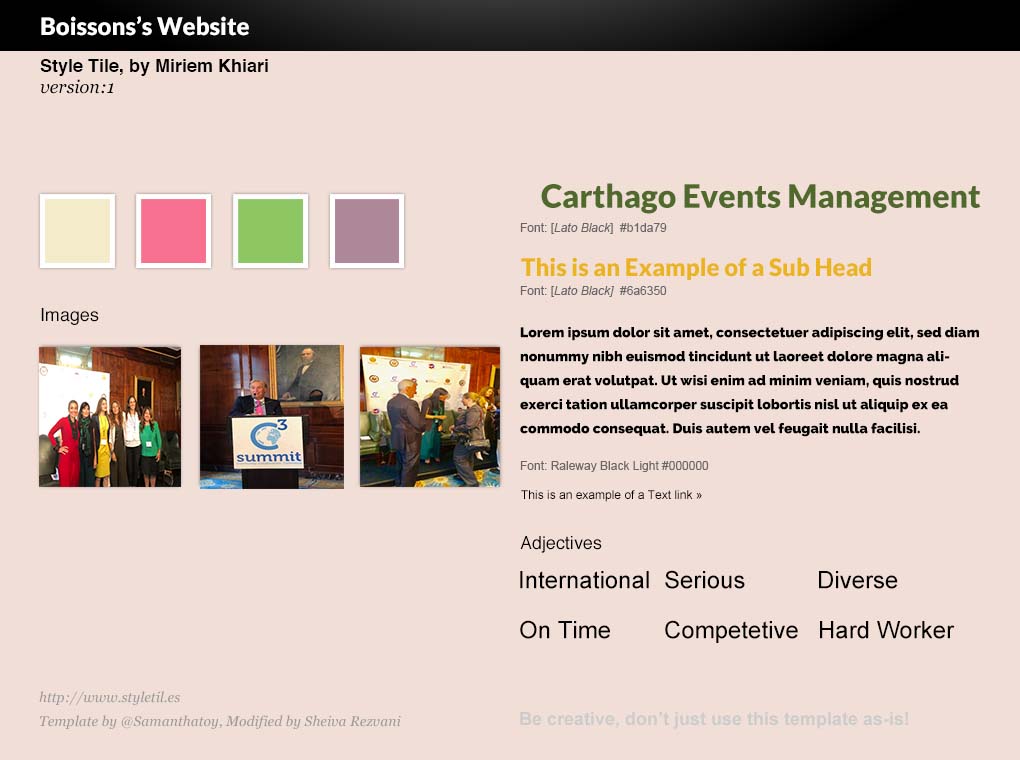 Boissons’s Website
Style Tile, by Miriem Khiari
version:1
Carthago Events Management
Font: [Lato Black]  #b1da79
This is an Example of a Sub Head
Font: [Lato Black]  #6a6350
Images
C3
summit
Lorem ipsum dolor sit amet, consectetuer adipiscing elit, sed diam
nonummy nibh euismod tincidunt ut laoreet dolore magna ali-
quam erat volutpat. Ut wisi enim ad minim veniam, quis nostrud
exerci tation ullamcorper suscipit lobortis nisl ut aliquip ex ea
commodo consequat. Duis autem vel feugait nulla facilisi.
Font: Raleway Black Light #000000
This is an example of a Text link »
Adjectives
International Serious Diverse
On Time Competetive Hard Worker
http://www.styletil.es
Template by @Samanthatoy, Modified by Sheiva Rezvani
Be creative, don’t just use this template as-is!